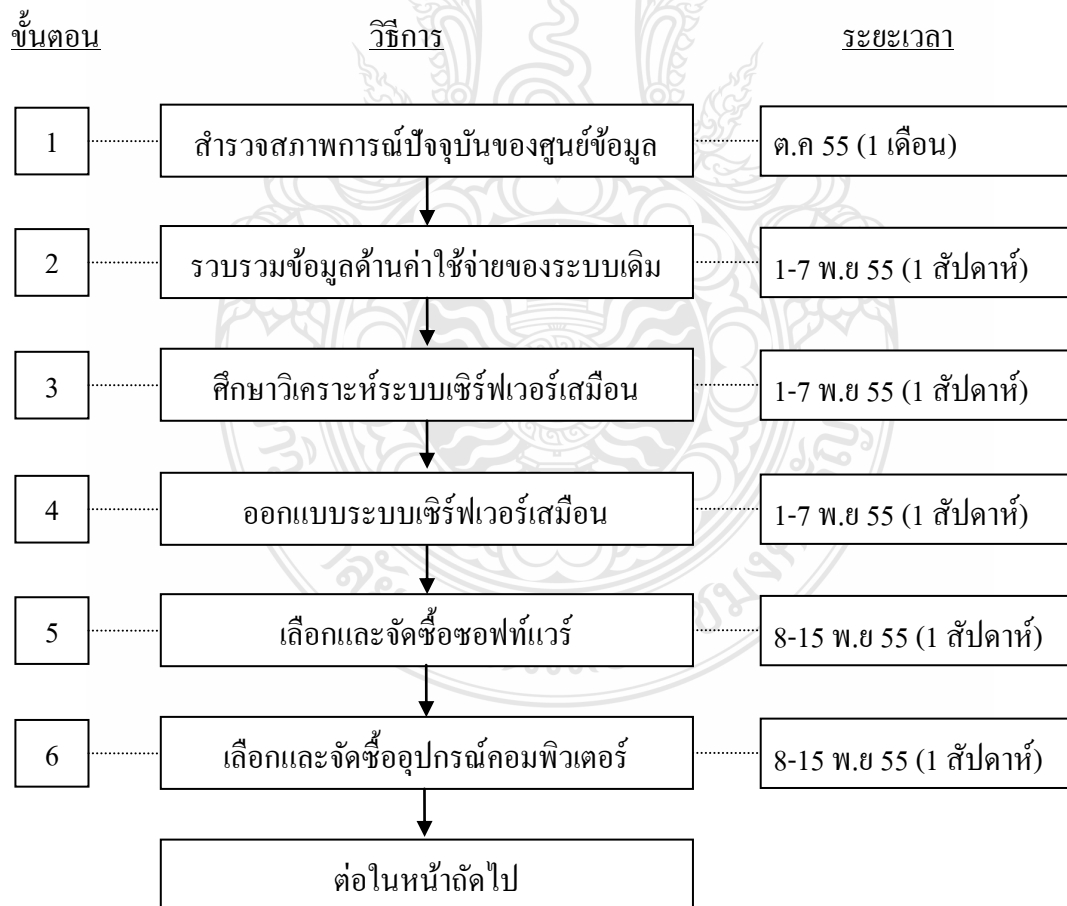 ขั้นตอน วิธีการ ระยะเวลา
1 สำรวจสภาพการณ์ปัจจุบันของศูนย์ข้อมูล ต.ค 55 (1 เดือน)
2 รวบรวมข้อมูลด้านค่าใช้จ่ายของระบบเดิม 1-7 พ.ย 55 (1 สัปดาห์)
3 ศึกษาวิเคราะห์ระบบเซิร์ฟเวอร์เสมือน 1-7 พ.ย 55 (1 สัปดาห์)
4 ออกแบบระบบเซิร์ฟเวอร์เสมือน 1-7 พ.ย 55 (1 สัปดาห์)
5 เลือกและจัดซื้อซอฟท์แวร์ 8-15 พ.ย 55 (1 สัปดาห์)
6 เลือกและจัดซื้ออุปกรณ์คอมพิวเตอร์ 8-15 พ.ย 55 (1 สัปดาห์)
ต่อในหน้าถัดไป